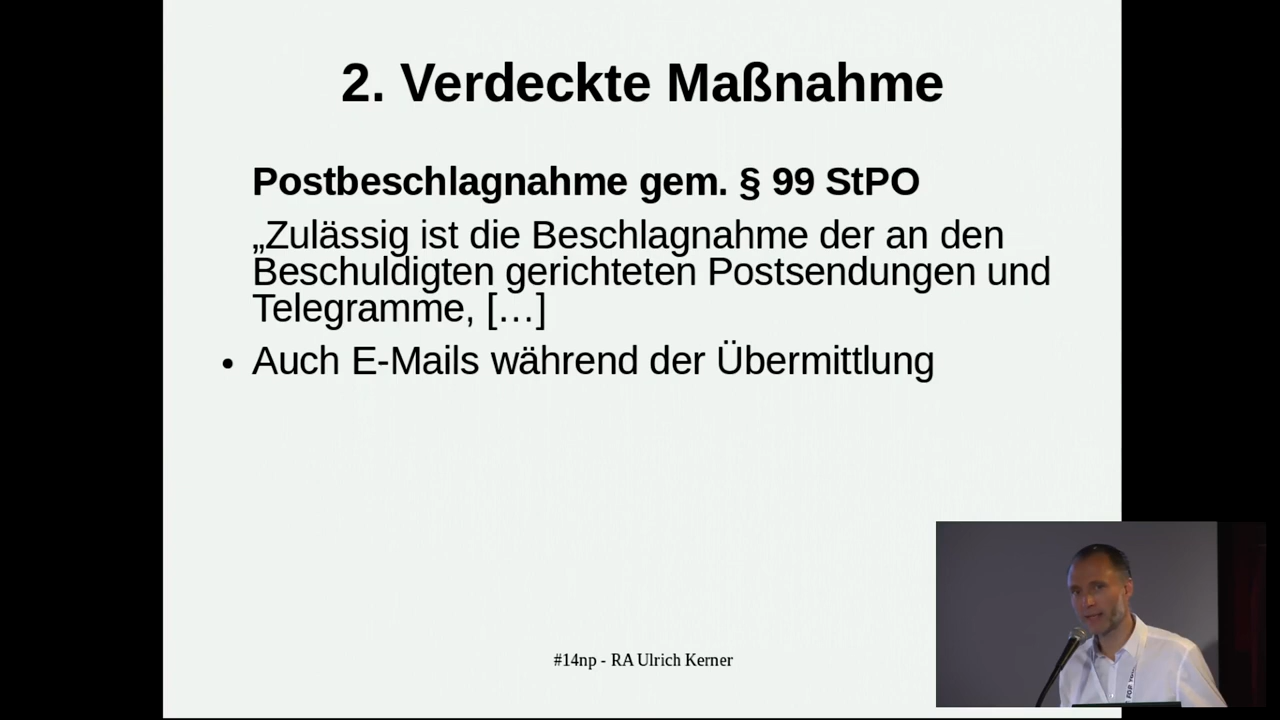 2. Verdeckte Maßnahme
Postbeschlagnahme gem. § 99 StPO
„Zulässig ist die Beschlagnahme der an den
Beschuldigten gerichteten Postsendungen und
Telegramme, […]
• Auch E-Mails während der Übermittlung
#14np - RA Ulrich Kerner